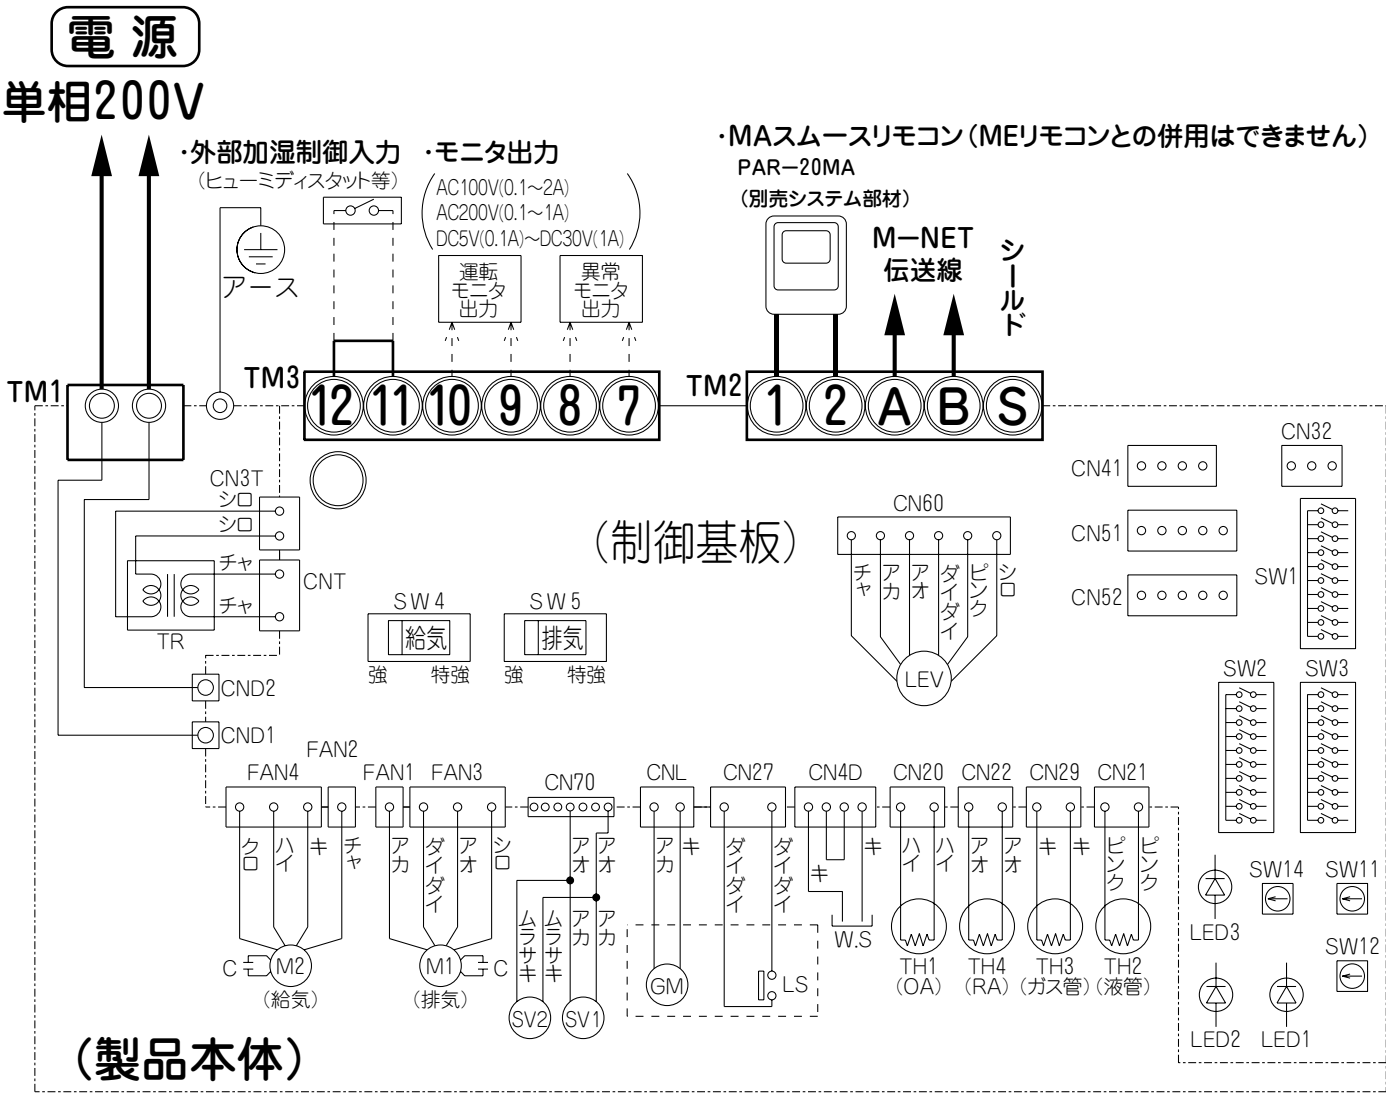 電源
単相200V
・外部加湿制御入力
(ヒューミディスタット等)
・モニタ出力
AC100V(0.1〜2A)
AC200V(0.1〜1A)
DC5V(0.1A)〜DC30V(1A)
・MAスムースリモコン(MEリモコンとの併用はできません)
PAR−20MA
(別売システム部材)
M−NET
伝送線
シールド
アース
運転
モニタ
出力
異常
モニタ
出力
TM1
TM3
12
11
10
9
8
7
TM2
1
2
A
B
S
CN3T
シロ
シロ
チャ
チャ
CNT
TR
CND2
CND1
(制御基板)
SW4
給気
強
特強
SW5
排気
強
特強
CN60
チャ
アカ
アオ
ダイダイ
ピンク
シロ
LEV
CN41
CN32
CN51
CN52
SW1
SW2
SW3
FAN4
FAN2
FAN1
FAN3
CN70
CNL
CN27
CN4D
CN20
CN22
CN29
CN21
クロ
ハイ
キ
チャ
アカ
ダイダイ
アオ
シロ
アオ
アオ
ムラサキ
ムラサキ
アカ
アカ
アカ
キ
ダイダイ
ダイダイ
キ
キ
ハイ
ハイ
アオ
アオ
キ
キ
ピンク
ピンク
C
M2
(給気)
M1
C
(排気)
SV2
SV1
GM
LS
W.S
TH1
(OA)
TH4
(RA)
TH3
(ガス管)
TH2
(液管)
SW14
SW11
SW12
LED3
LED2
LED1
(製品本体)